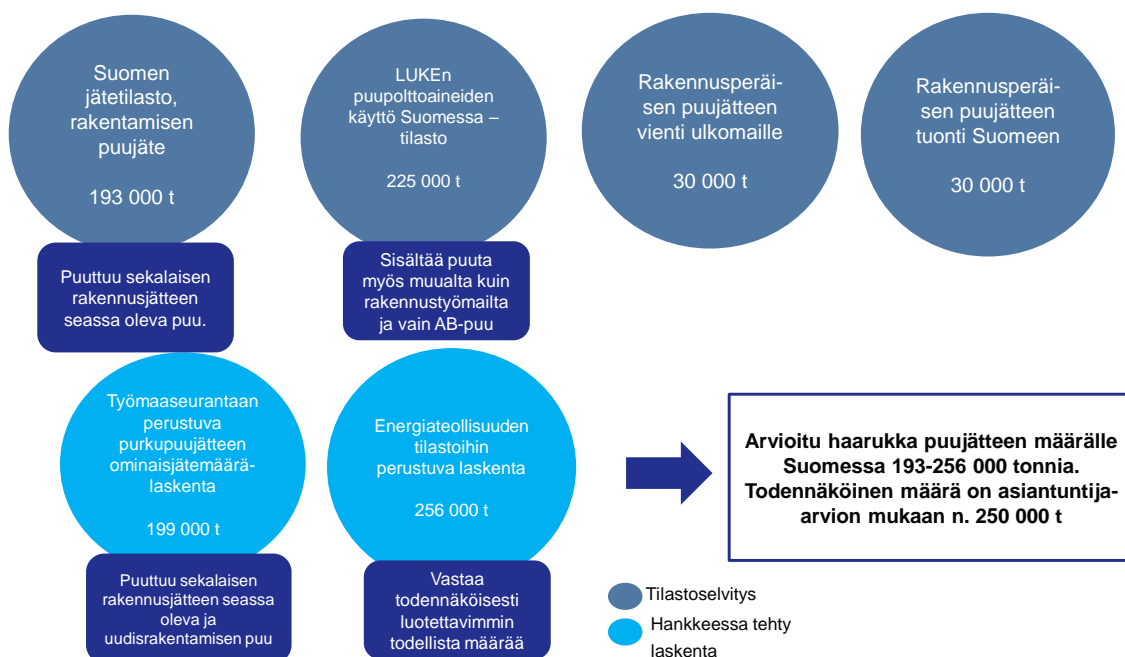 Suomen
jätetilasto,
rakentamisen
puujäte
193 000 t
LUKEn
puupolttoaineiden
käyttö Suomessa –
tilasto
225 000 t
Rakennusperäi-
sen puujätteen
vienti ulkomaille
30 000 t
Rakennusperäi-
sen puujätteen
tuonti Suomeen
30 000 t
Puuttuu sekalaisen
rakennusjätteen
seassa oleva puu.
Sisältää puuta
myös muualta kuin
rakennustyömailta
ja vain AB-puu
Työmaaseurantaan
perustuva
purkupuujätteen
ominaisjätemäärä-
laskenta
199 000 t
Energiateollisuuden
tilastoihin
perustuva laskenta
256 000 t
Arvioitu haarukka puujätteen määrälle
Suomessa 193-256 000 tonnia.
Todennäköinen määrä on asiantuntija-
arvion mukaan n. 250 000 t
Puuttuu sekalaisen
rakennusjätteen seassa
oleva ja
uudisrakentamisen puu
Vastaa
todennäköisesti
luotettavimmin
todellista määrää
Tilastoselvitys
Hankkeessa tehty
laskenta